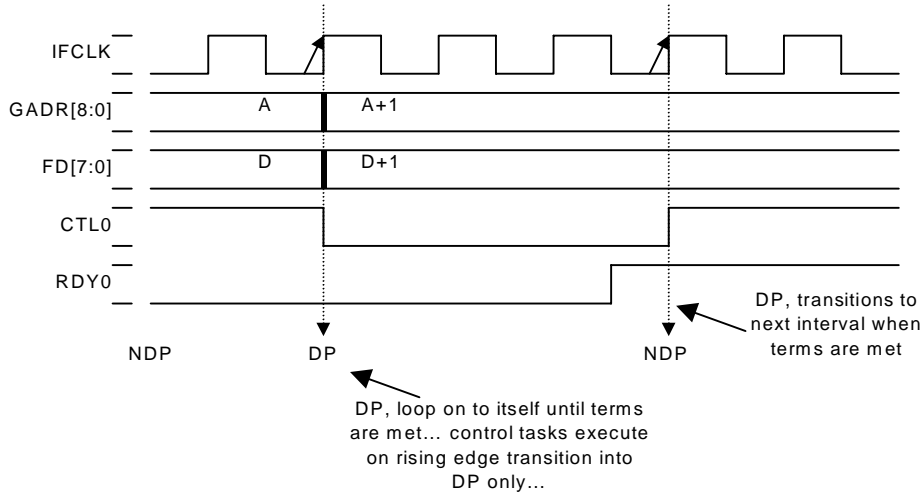 IFCLK
GADR[8:0]
A
A+1
FD[7:0]
D
D+1
CTL0
RDY0
NDP
DP
NDP
DP, transitions to
next interval when
terms are met
DP, loop on to itself until terms
are met... control tasks execute
on rising edge transition into
DP only...